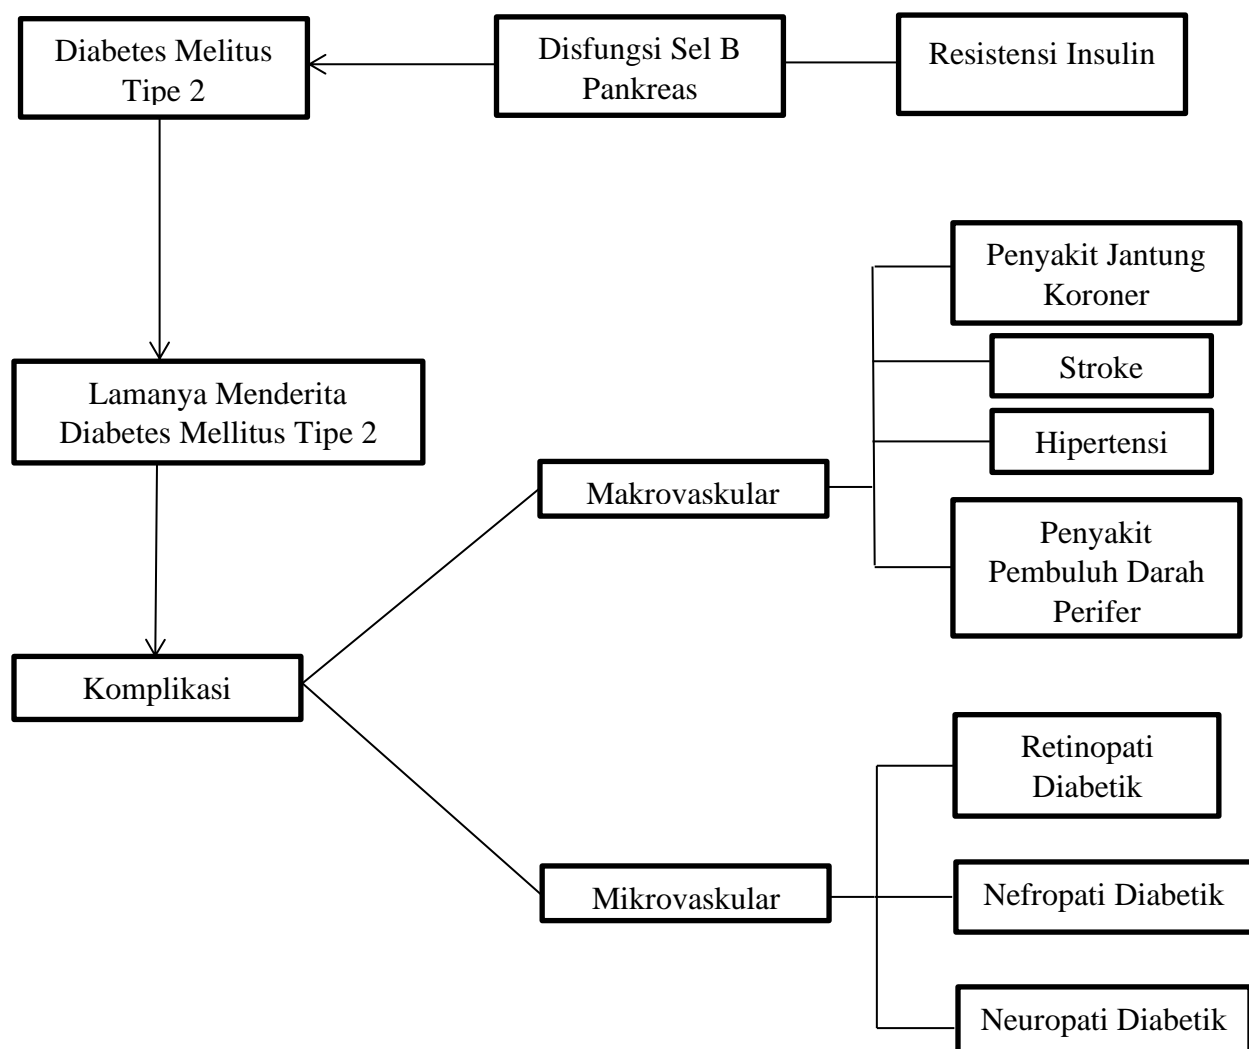 Diabetes Melitus
Tipe 2
Disfungsi Sel B
Pankreas
Resistensi Insulin
Penyakit Jantung
Koroner
Stroke
Lamanya Menderita
Diabetes Mellitus Tipe 2
Hipertensi
Makrovaskular
Penyakit
Pembuluh Darah
Perifer
Komplikasi
Retinopati
Diabetik
Mikrovaskular
Nefropati Diabetik
Neuropati Diabetik